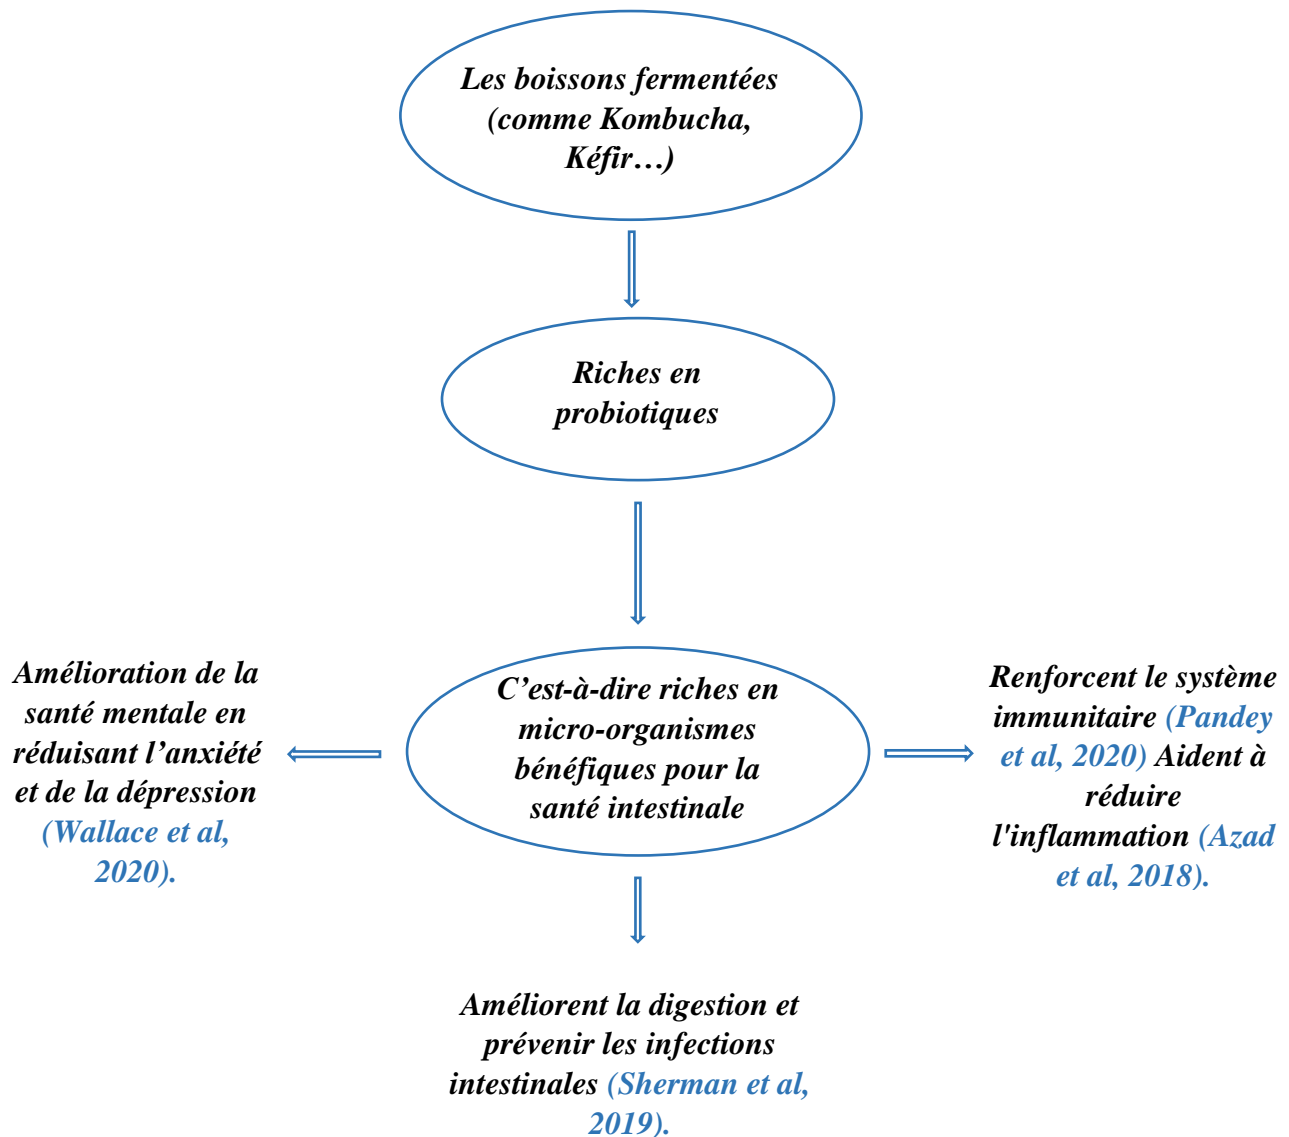 Les boissons fermentées
(comme Kombucha,
Kéfir…)
Riches en
probiotiques
C’est-à-dire riches en
micro-organismes
bénéfiques pour la
santé intestinale
Amélioration de la
santé mentale en
réduisant l’anxiété
et de la dépression
(Wallace et al,
2020).
Renforcent le système
immunitaire (Pandey
et al, 2020) Aident à
réduire
l'inflammation (Azad
et al, 2018).
Améliorent la digestion et
prévenir les infections
intestinales (Sherman et al,
2019).